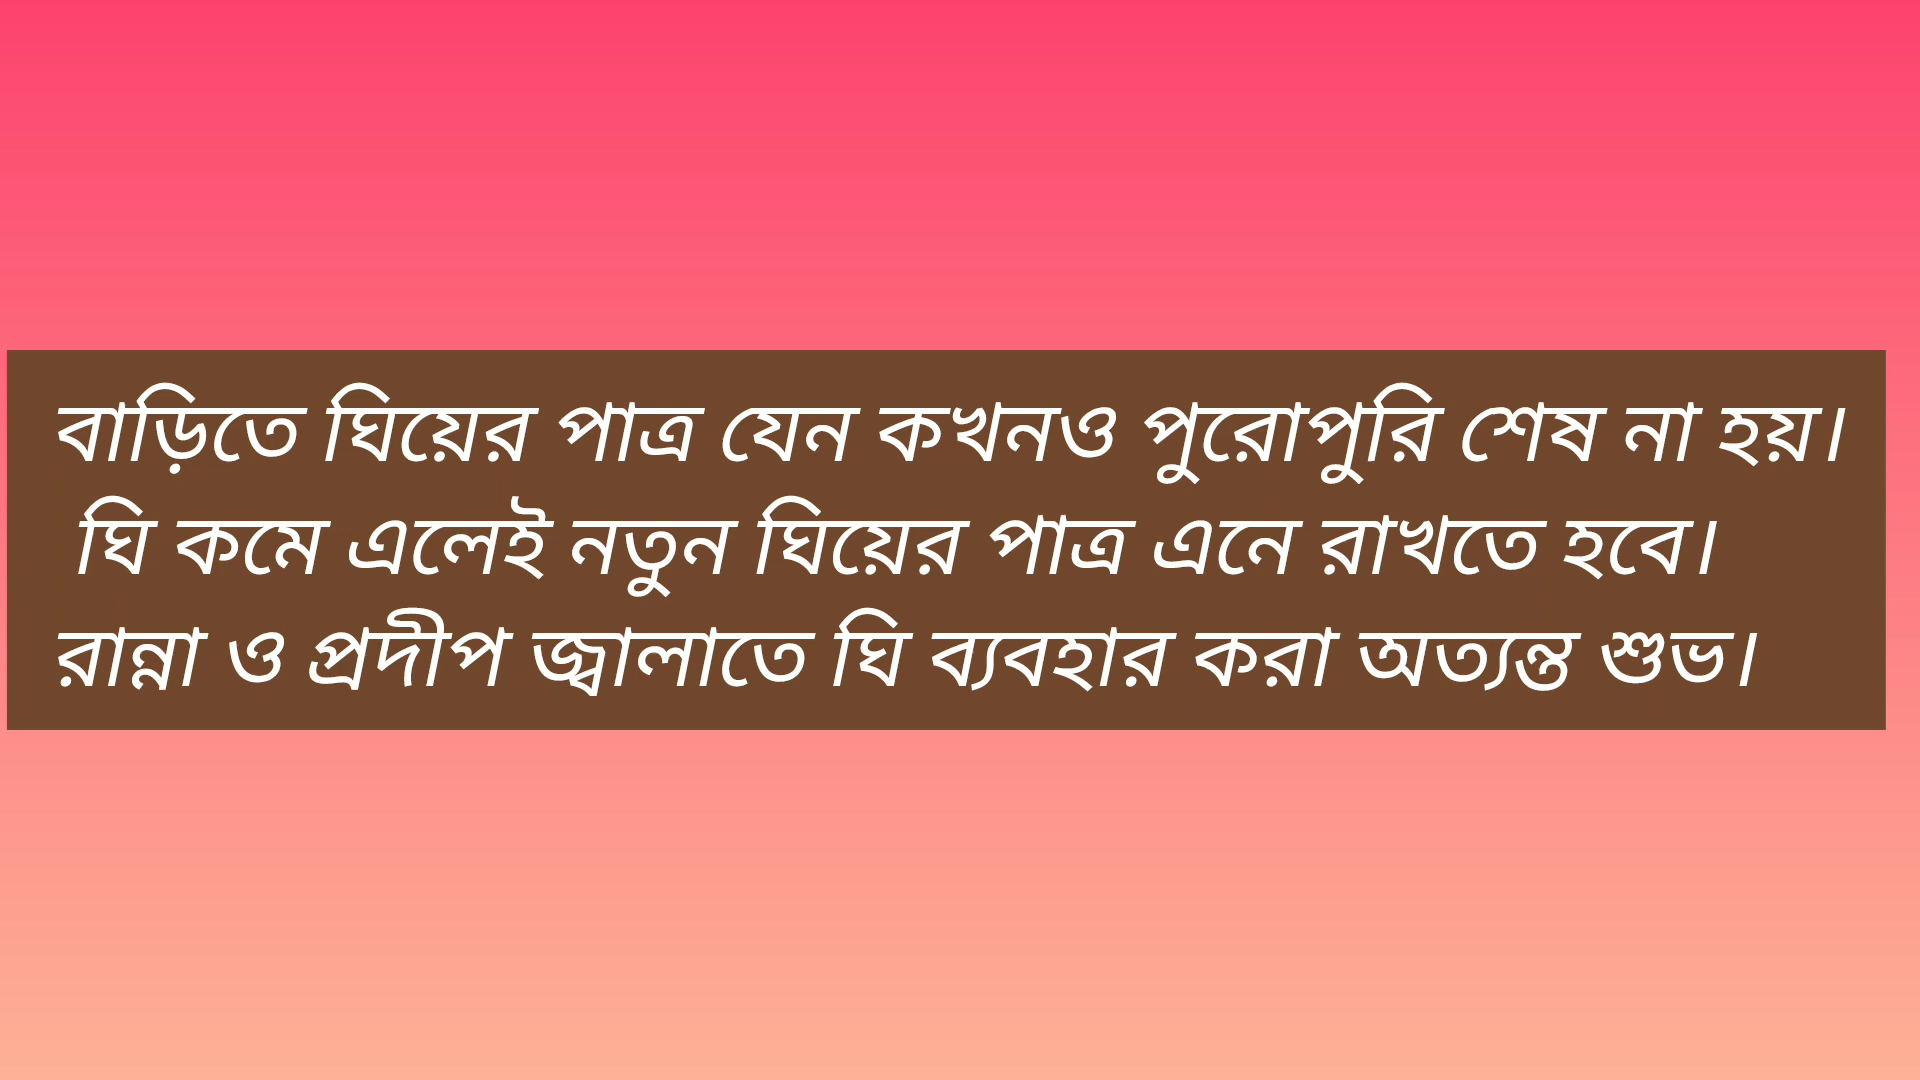 বাড়িতে ঘিয়ের পাত্র যেন কখনও পুরোপুরি শেষ না হয়।
ঘি কমে এলেই নতুন ঘিয়ের পাত্র এনে রাখতে হবে।
রান্না ও প্রদীপ জ্বালাতে ঘি ব্যবহার করা অত্যন্ত শুভ।